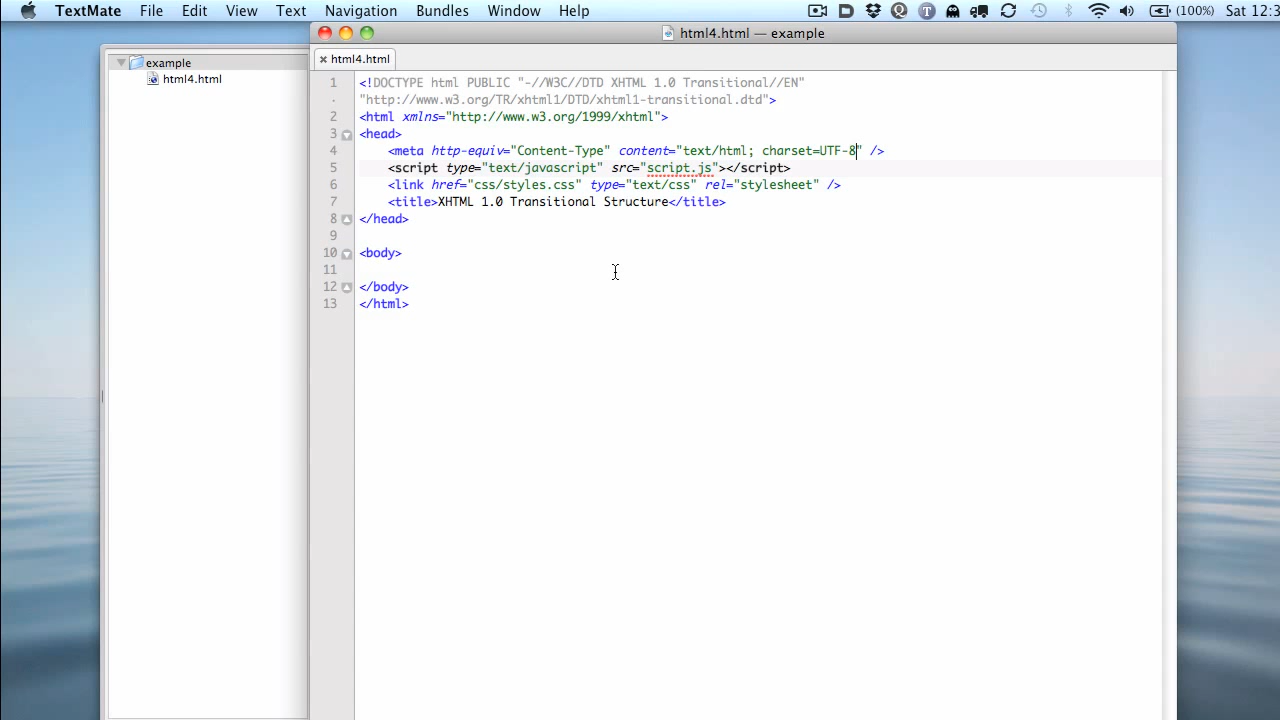 TextMate File Edit View Text Navigation Bundles Window Help (100%) Sat 12:3
html4.html — example
example
html4.html
html4.html
1 <!DOCTYPE html PUBLIC "-//W3C//DTD XHTML 1.0 Transitional//EN"
"http://www.w3.org/TR/xhtml1/DTD/xhtml1-transitional.dtd">
2 <html xmlns="http://www.w3.org/1999/xhtml">
3 <head>
4 <meta http-equiv="Content-Type" content="text/html; charset=UTF-8" />
5 <script type="text/javascript" src="script.js"></script>
6 <link href="css/styles.css" type="text/css" rel="stylesheet" />
7 <title>XHTML 1.0 Transitional Structure</title>
8 </head>
9
10 <body>
11
12 </body>
13 </html>